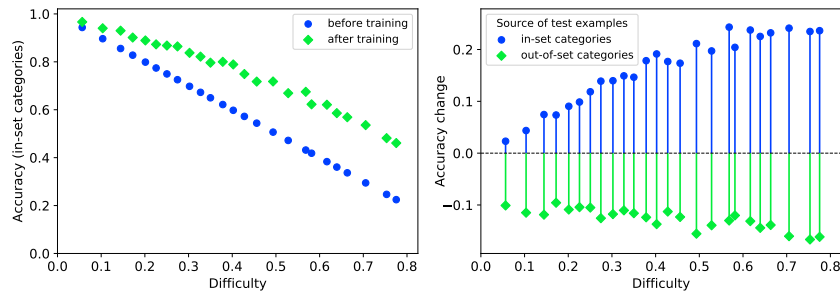 Accuracy (in-set categories)
1.0
0.8
0.6
0.4
0.2
0.0
before training
after training
0.0 0.1 0.2 0.3 0.4 0.5 0.6 0.7 0.8
Difficulty
Accuracy change
0.2
0.1
0.0
−0.1
Source of test examples
in-set categories
out-of-set categories
0.0 0.1 0.2 0.3 0.4 0.5 0.6 0.7 0.8
Difficulty